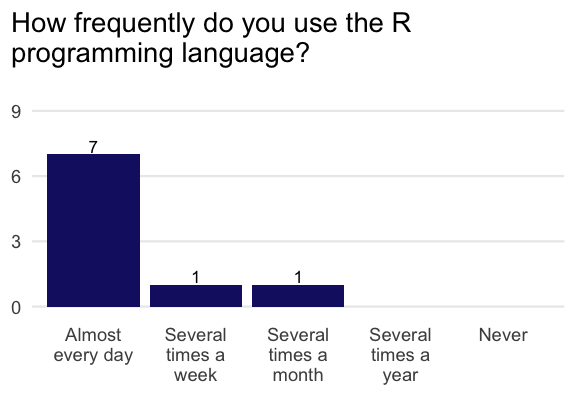 How frequently do you use the R
programming language?
9
6
3
0
7
1
1
Almost
every day
Several
times a
week
Several
times a
month
Several
times a
year
Never